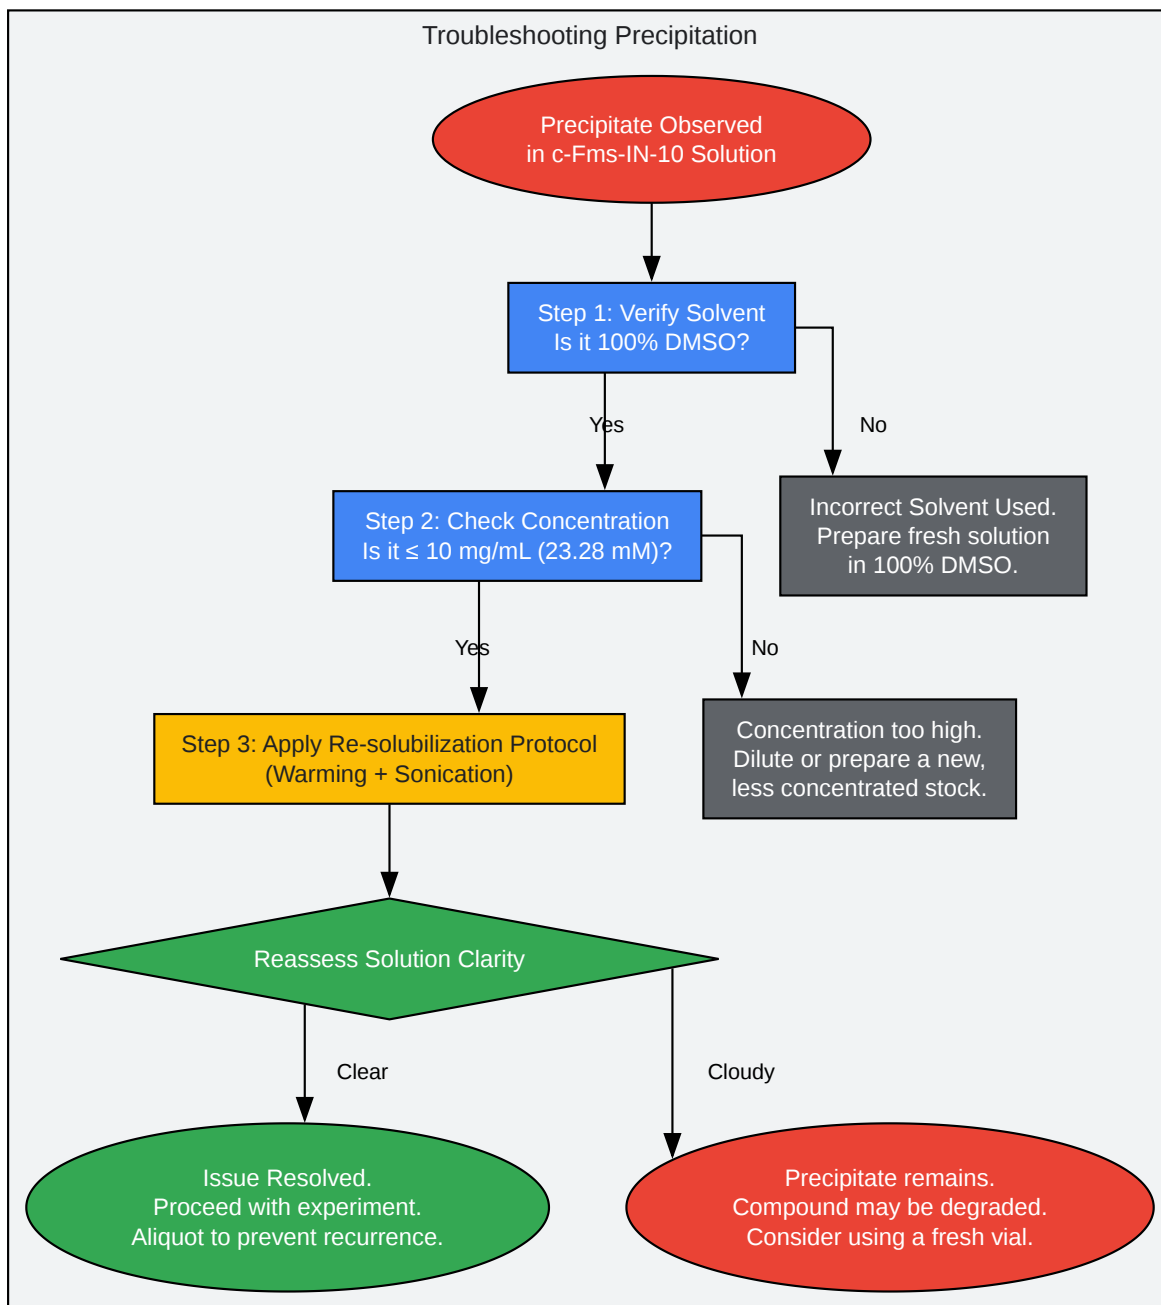 Troubleshooting Precipitation
Precipitate Observed
in c-Fms-IN-10 Solution
Step 1: Verify Solvent
Is it 100% DMSO?
Yes
No
Incorrect Solvent Used.
Prepare fresh solution
in 100% DMSO.
Step 2: Check Concentration
Is it ≤ 10 mg/mL (23.28 mM)?
Yes
No
Concentration too high.
Dilute or prepare a new,
less concentrated stock.
Step 3: Apply Re-solubilization Protocol
(Warming + Sonication)
Reassess Solution Clarity
Clear
Cloudy
Issue Resolved.
Proceed with experiment.
Aliquot to prevent recurrence.
Precipitate remains.
Compound may be degraded.
Consider using a fresh vial.